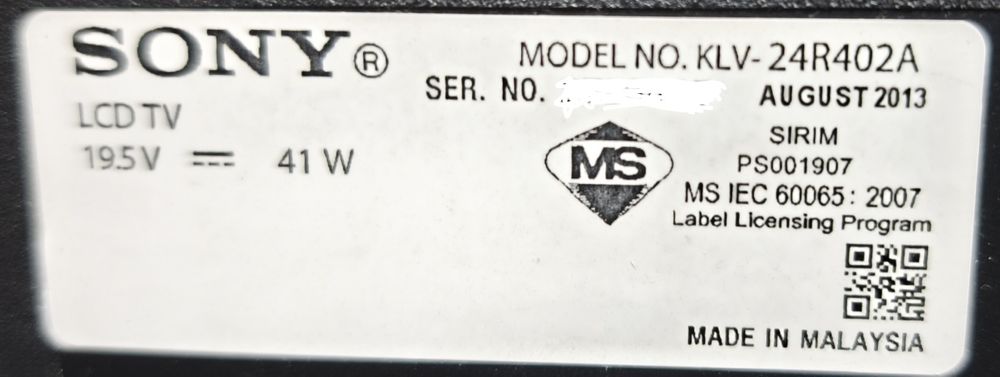 SONY®
MODEL NO. KLV-24R402A
SER. NO.
AUGUST 2013
LCD TV
19.5V ⎓ 41 W
MS
SIRIM
PS001907
MS IEC 60065: 2007
Label Licensing Program
MADE IN MALAYSIA